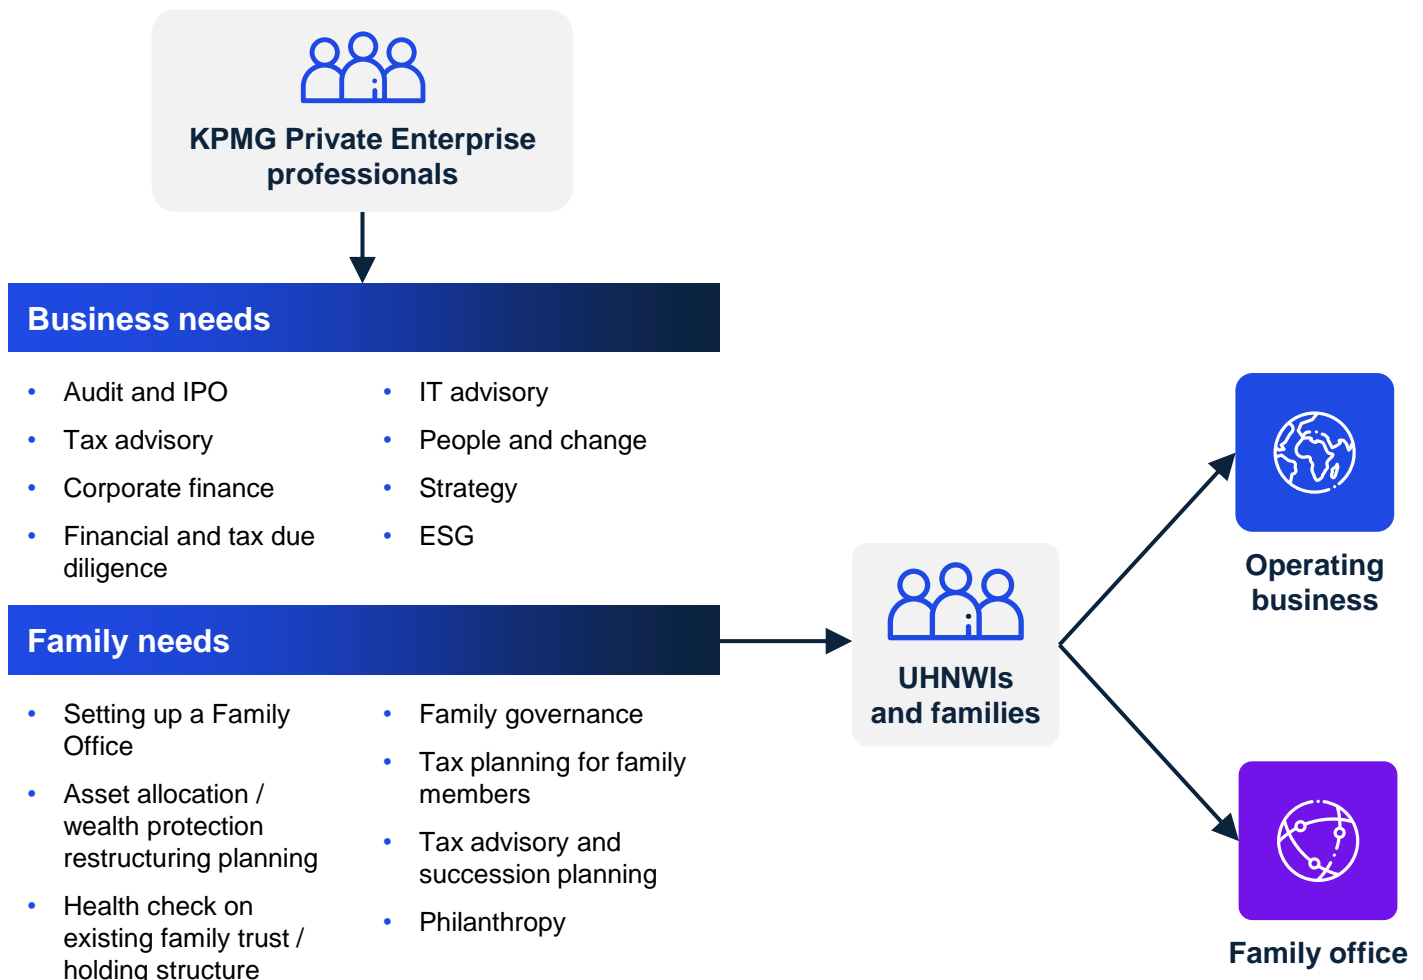 KPMG Private Enterprise
professionals
Business needs
• Audit and IPO
• Tax advisory
• Corporate finance
• Financial and tax due
diligence
• IT advisory
• People and change
• Strategy
• ESG
Family needs
• Setting up a Family
Office
• Asset allocation /
wealth protection
restructuring planning
• Health check on
existing family trust /
holding structure
• Family governance
• Tax planning for family
members
• Tax advisory and
succession planning
• Philanthropy
UHNWIs
and families
Operating
business
Family office